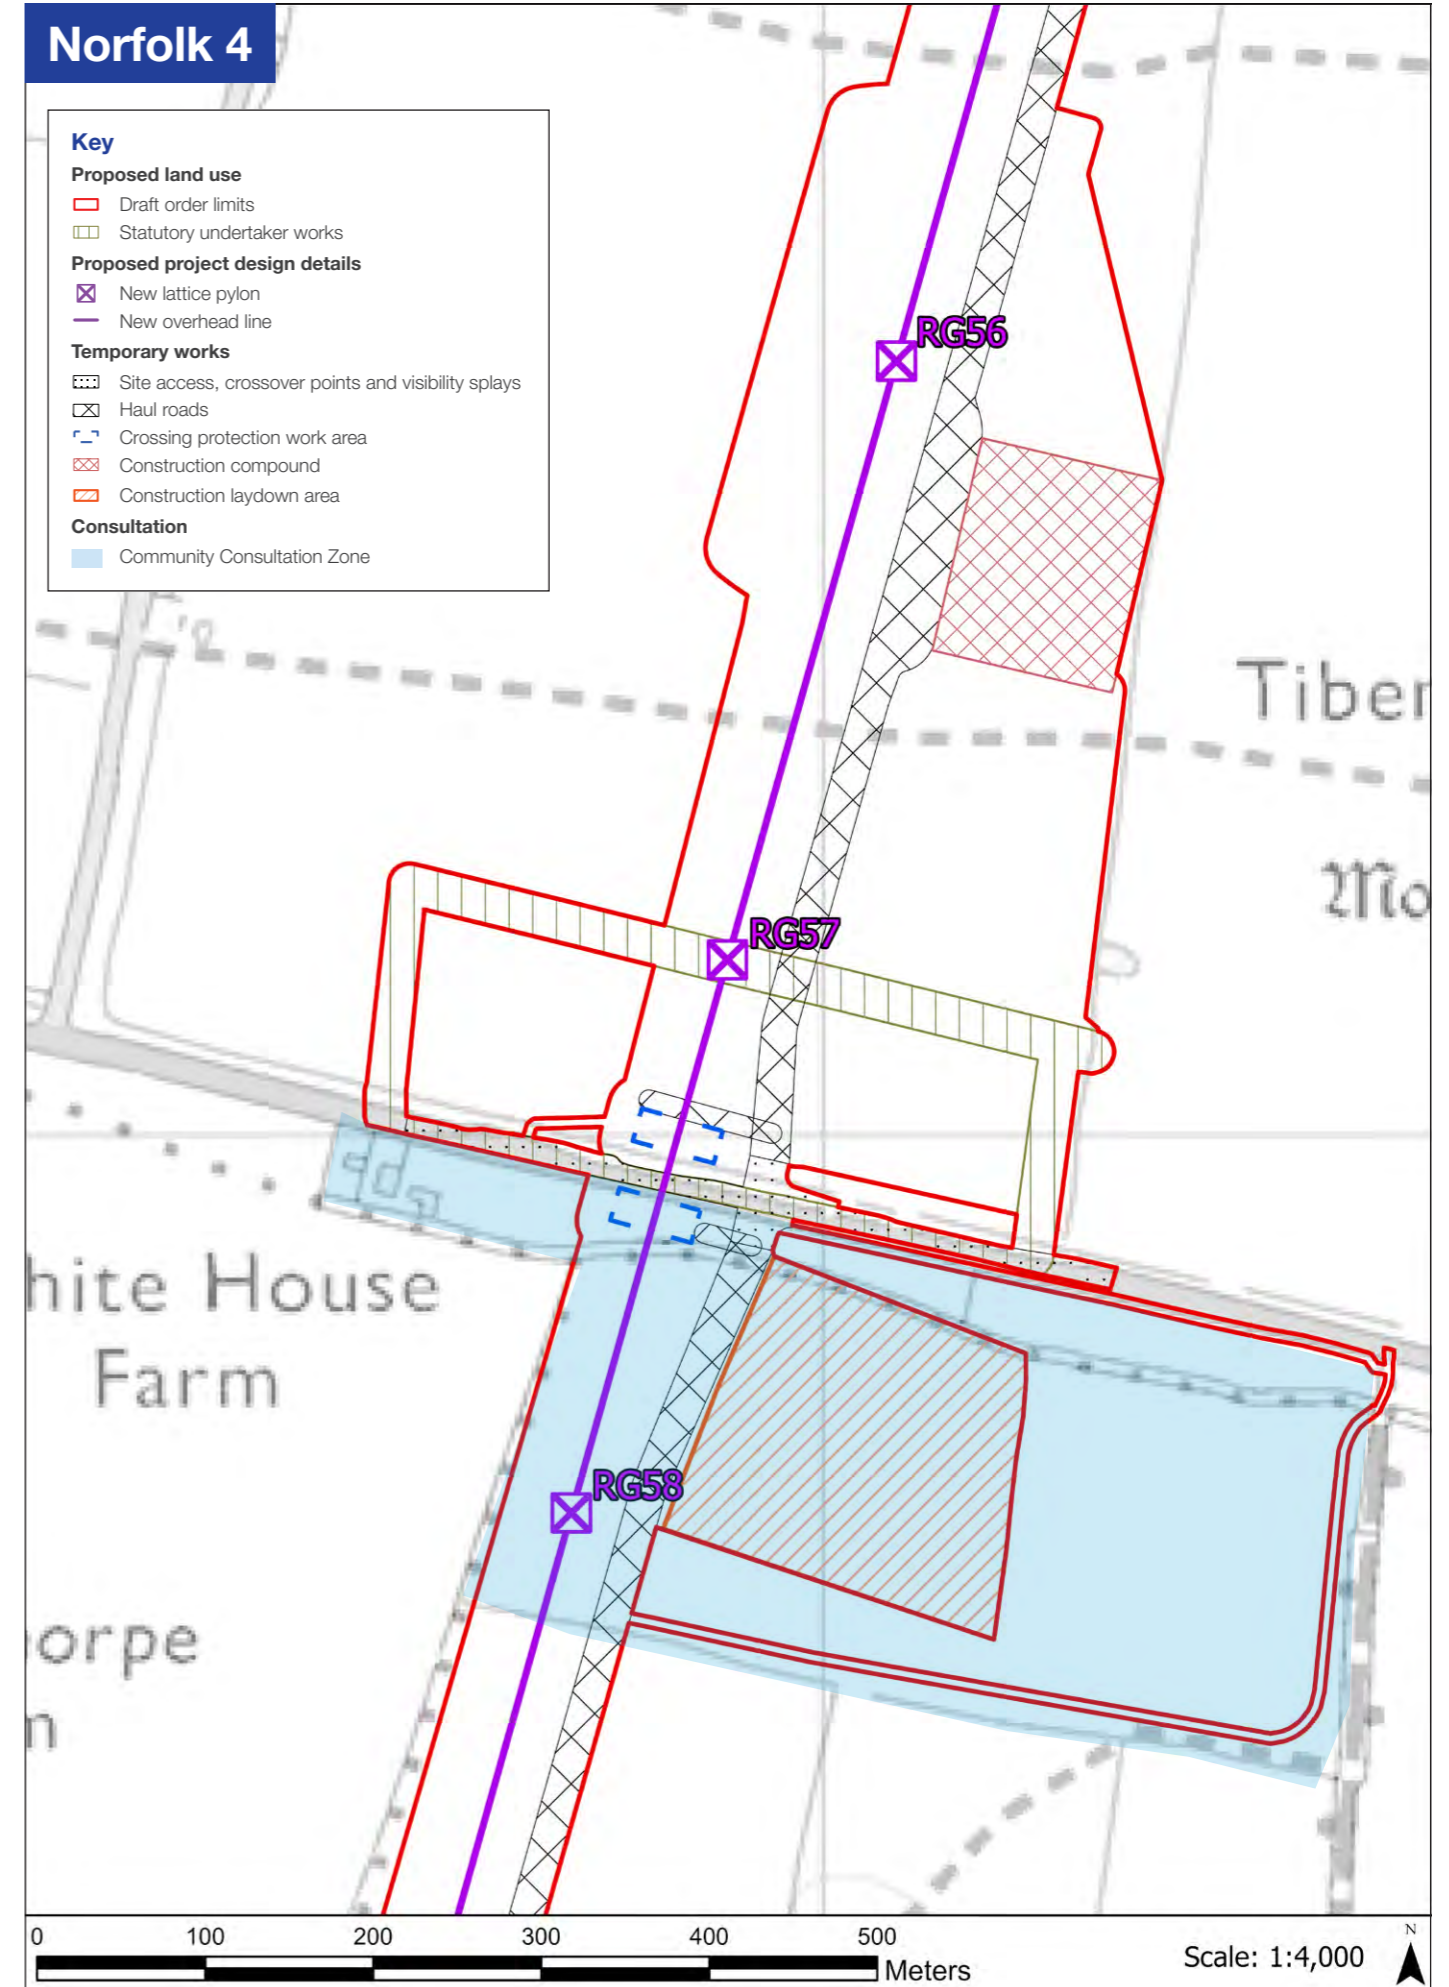 Norfolk 4
Key
Proposed land use
Draft order limits
Statutory undertaker works
Proposed project design details
New lattice pylon
New overhead line
Temporary works
Site access, crossover points and visibility splays
Haul roads
Crossing protection work area
Construction compound
Construction laydown area
Consultation
Community Consultation Zone
RG56
Tiber
Mo
RG57
hite House
Farm
RG58
orpe
n
0 100 200 300 400 500
Meters
Scale: 1:4,000
N